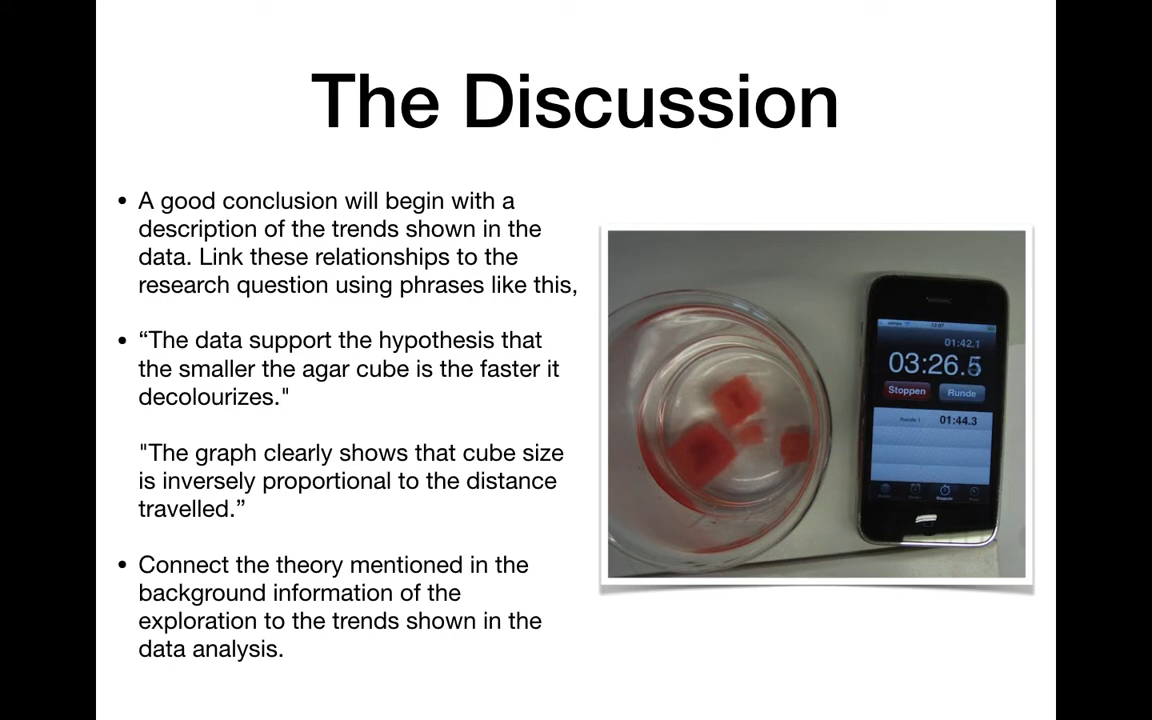 The Discussion
• A good conclusion will begin with a
description of the trends shown in the
data. Link these relationships to the
research question using phrases like this,
• “The data support the hypothesis that
the smaller the agar cube is the faster it
decolourizes."
"The graph clearly shows that cube size
is inversely proportional to the distance
travelled.”
• Connect the theory mentioned in the
background information of the
exploration to the trends shown in the
data analysis.
01:42.1
03:26.5
Stoppen Runde
Runde 1 01:44.3